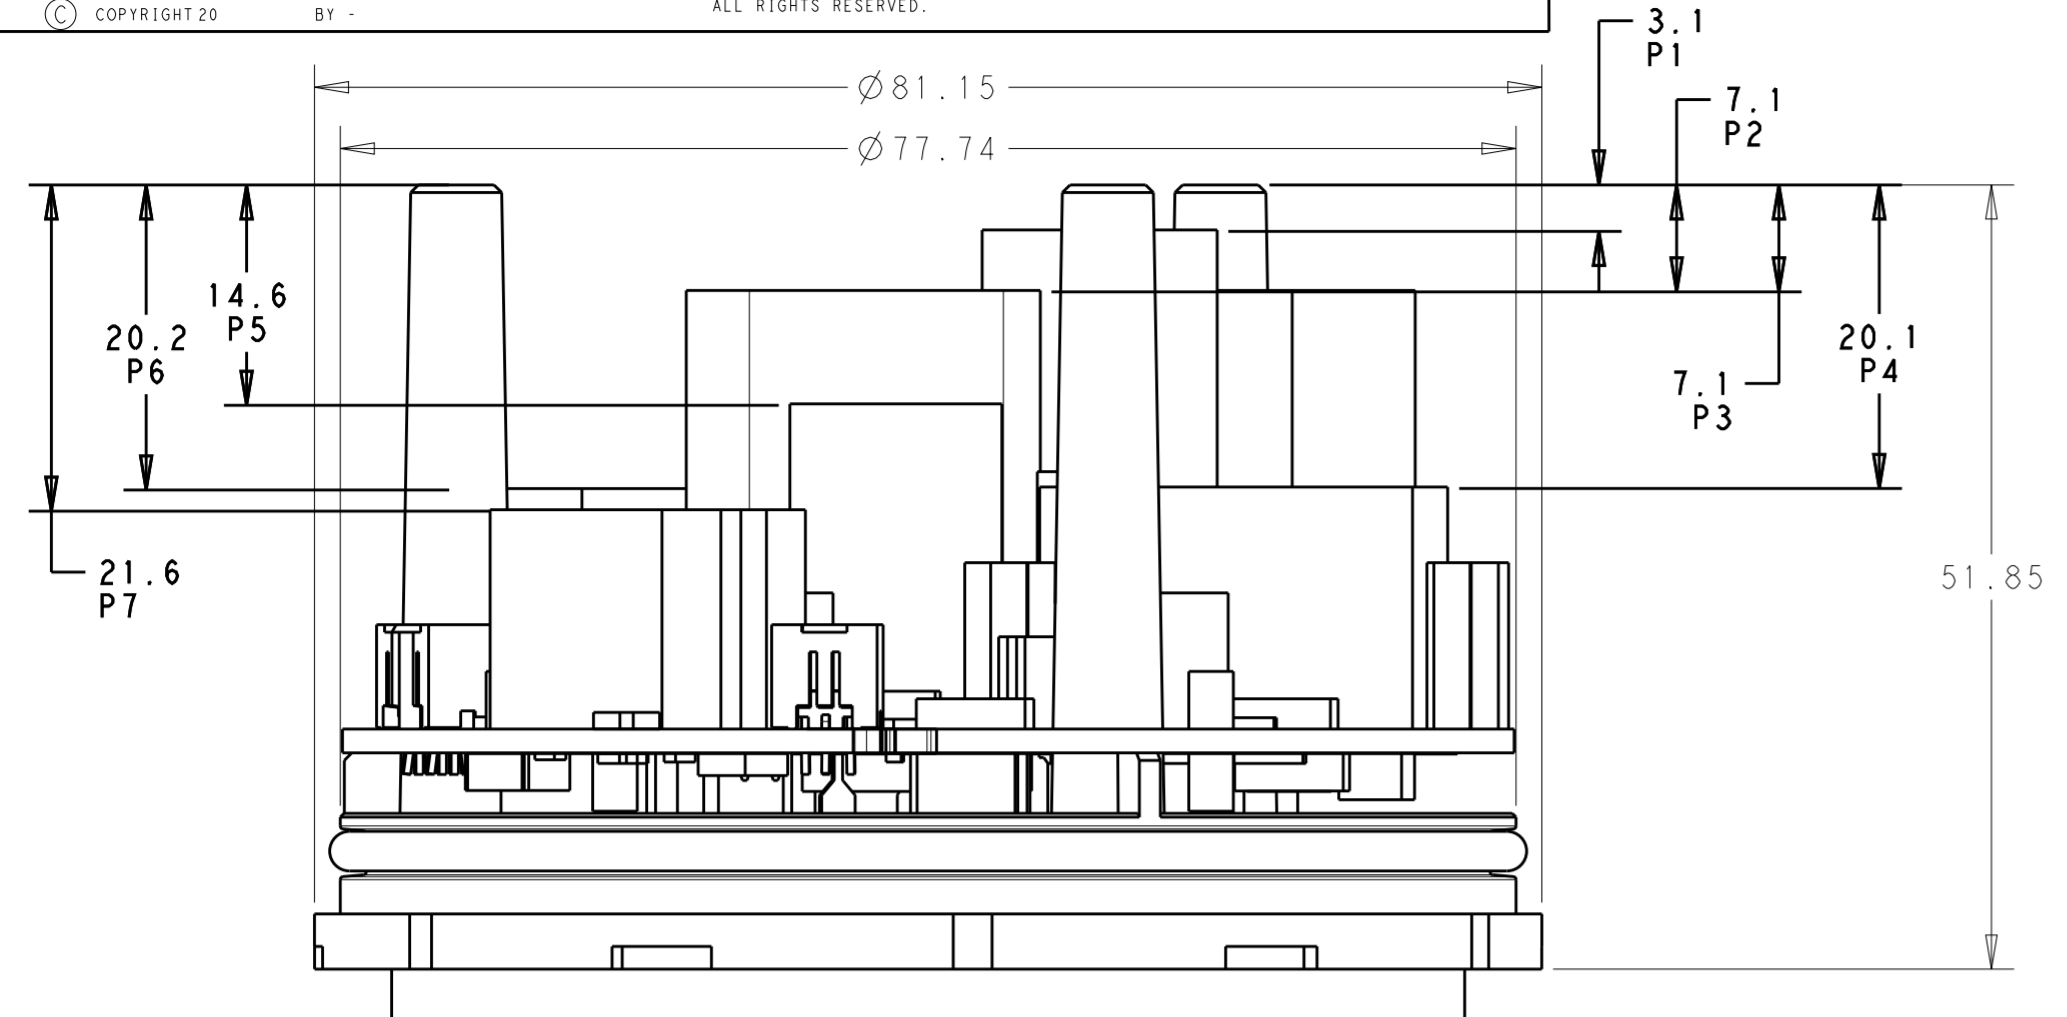 ALL RIGHTS RESERVED.
© COPYRIGHT 20 BY -
3.1
P1
7.1
P2
Ø81.15
Ø77.74
14.6
P5
20.2
P6
20.1
P4
7.1
P3
21.6
P7
51.85